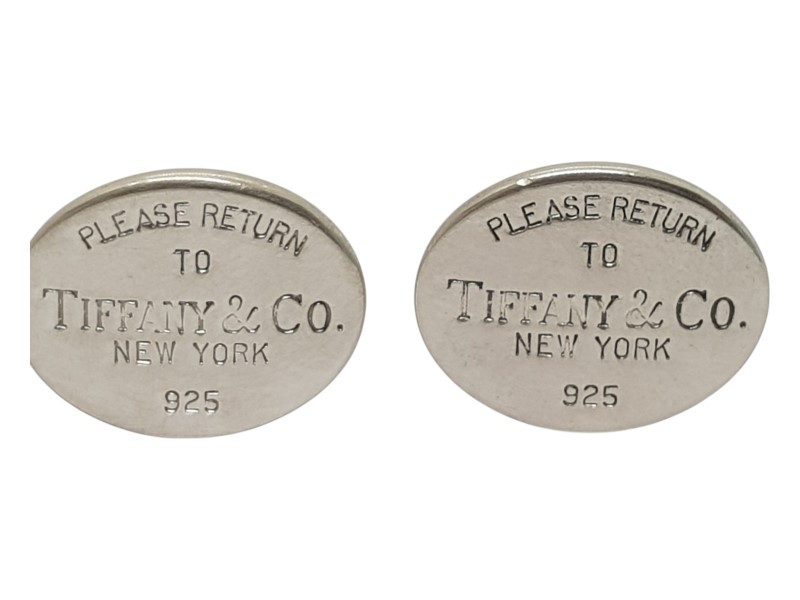 PLEASE RETURN
TO
TIFFANY & CO.
NEW YORK
925
PLEASE RETURN
TO
TIFFANY & CO.
NEW YORK
925